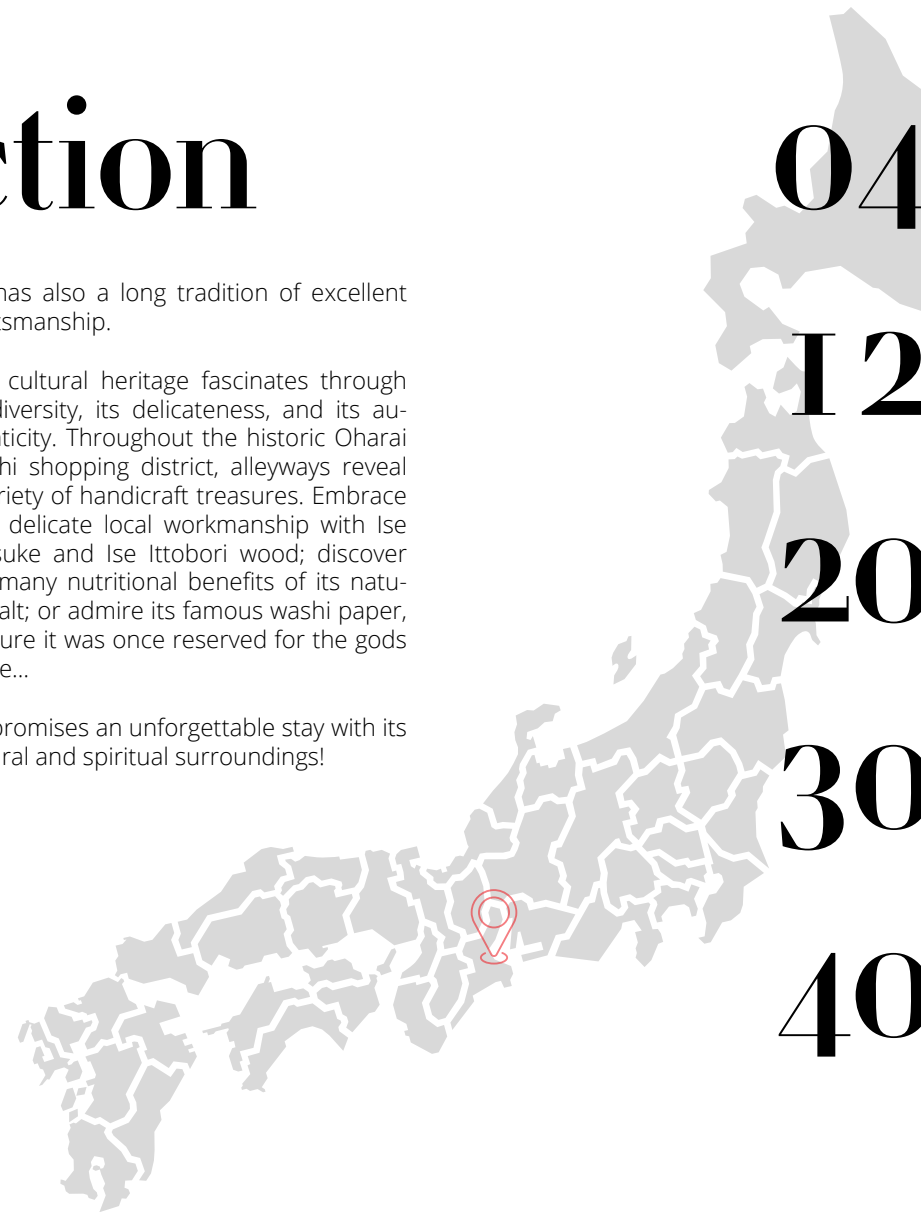 ction
has also a long tradition of excellent
tsmanship.
cultural heritage fascinates through
diversity, its delicateness, and its au-
ticity. Throughout the historic Oharai
hi shopping district, alleyways reveal
riety of handicraft treasures. Embrace
delicate local workmanship with Ise
suke and Ise Ittobori wood; discover
many nutritional benefits of its natu-
alt; or admire its famous washi paper,
ure it was once reserved for the gods
e...
promises an unforgettable stay with its
ral and spiritual surroundings!
04
12
20
30
40